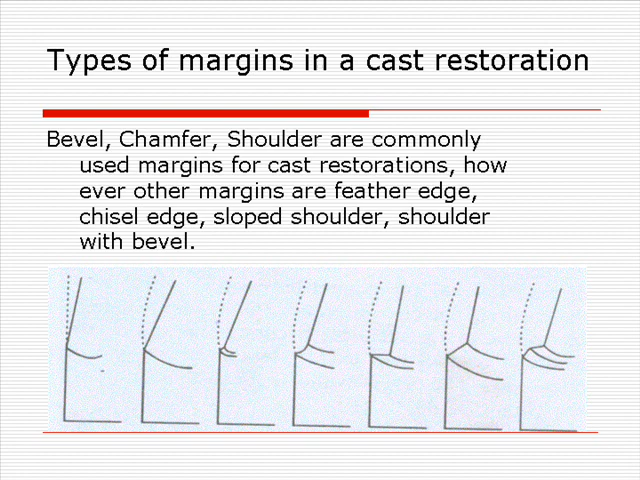 Types of margins in a cast restoration
Bevel, Chamfer, Shoulder are commonly
used margins for cast restorations, how
ever other margins are feather edge,
chisel edge, sloped shoulder, shoulder
with bevel.